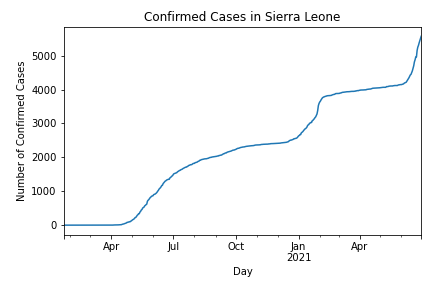 Confirmed Cases in Sierra Leone
Number of Confirmed Cases
5000
4000
3000
2000
1000
0
Apr
Jul
Oct
Jan
2021
Apr
Day